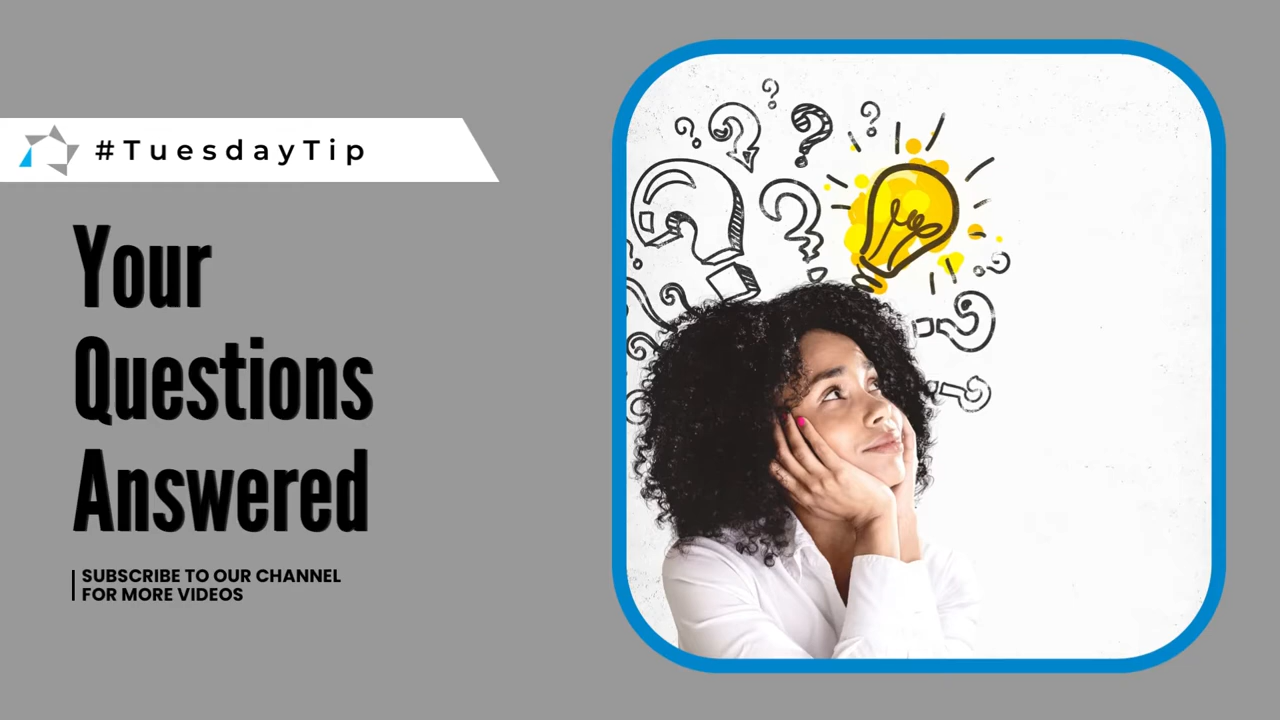 #TuesdayTip
Your
Questions
Answered
SUBSCRIBE TO OUR CHANNEL
FOR MORE VIDEOS